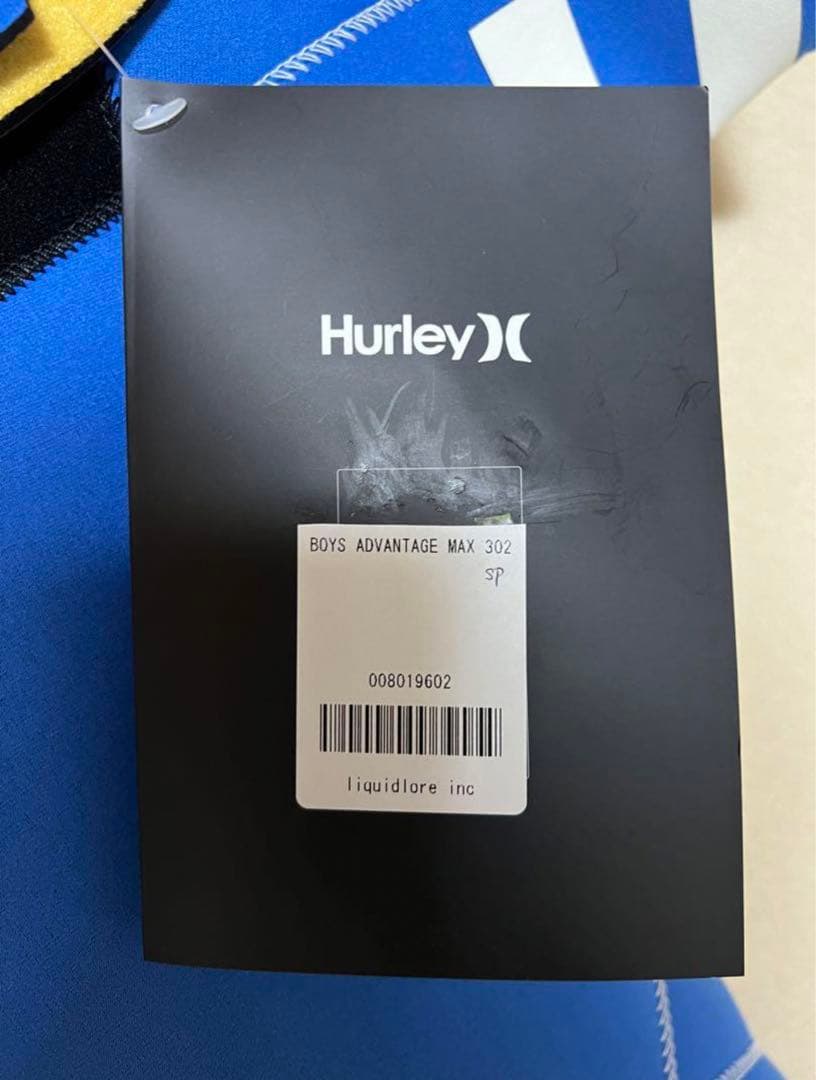 Hurley
BOYS ADVANTAGE MAX 302
SP
008019602
liquidlore inc